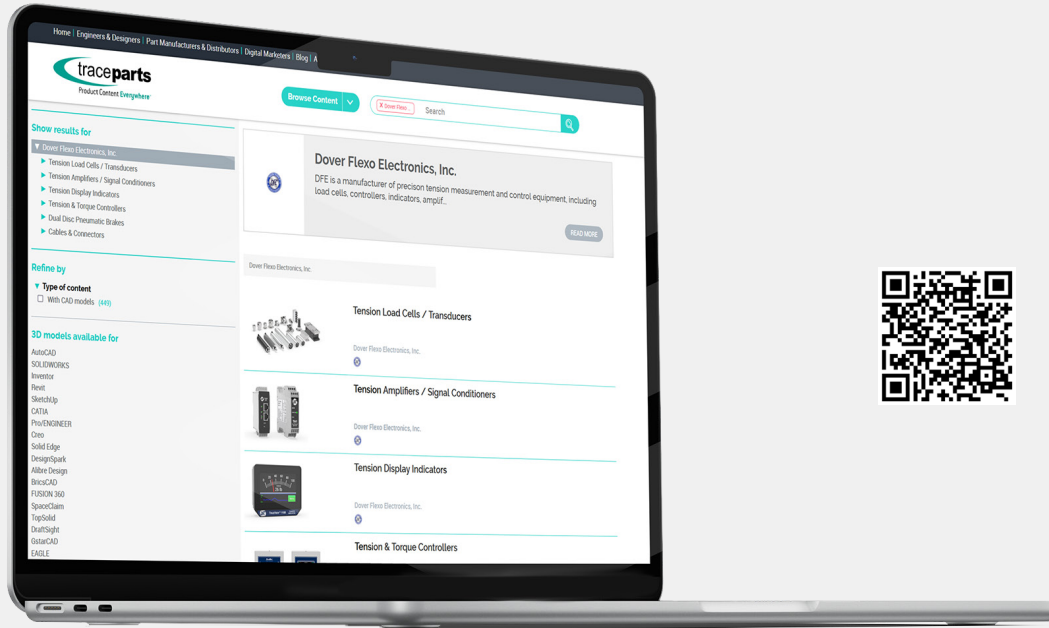 Home | Engineers & Designers | Part Manufacturers & Distributors | Digital Marketers | Blog | A
traceparts
Product Content Everywhere
Browse Content
X Dover Flexo ...
Search
Show results for
Dover Flexo Electronics, Inc
Tension Load Cells / Transducers
Tension Amplifiers / Signal Conditioners
Tension Display Indicators
Tension & Torque Controllers
Dual Disc Pneumatic Brakes
Cables & Connectors
Refine by
Type of content
With CAD models (449)
3D models available for
AutoCAD
SOLIDWORKS
Inventor
Revit
SketchUp
CATIA
Pro/ENGINEER
Creo
Solid Edge
DesignSpark
Alibre Design
BricsCAD
FUSION 360
SpaceClaim
TopSolid
DraftSight
GstarCAD
EAGLE
DFE
Dover Flexo Electronics, Inc.
DFE is a manufacturer of precison tension measurement and control equipment, including
load cells, controllers, indicators, amplif...
READ MORE
Dover Flexo Electronics, Inc.
Tension Load Cells / Transducers
Dover Flexo Electronics, Inc.
Tension Amplifiers / Signal Conditioners
Dover Flexo Electronics, Inc.
Tension Display Indicators
Dover Flexo Electronics, Inc.
Tension & Torque Controllers